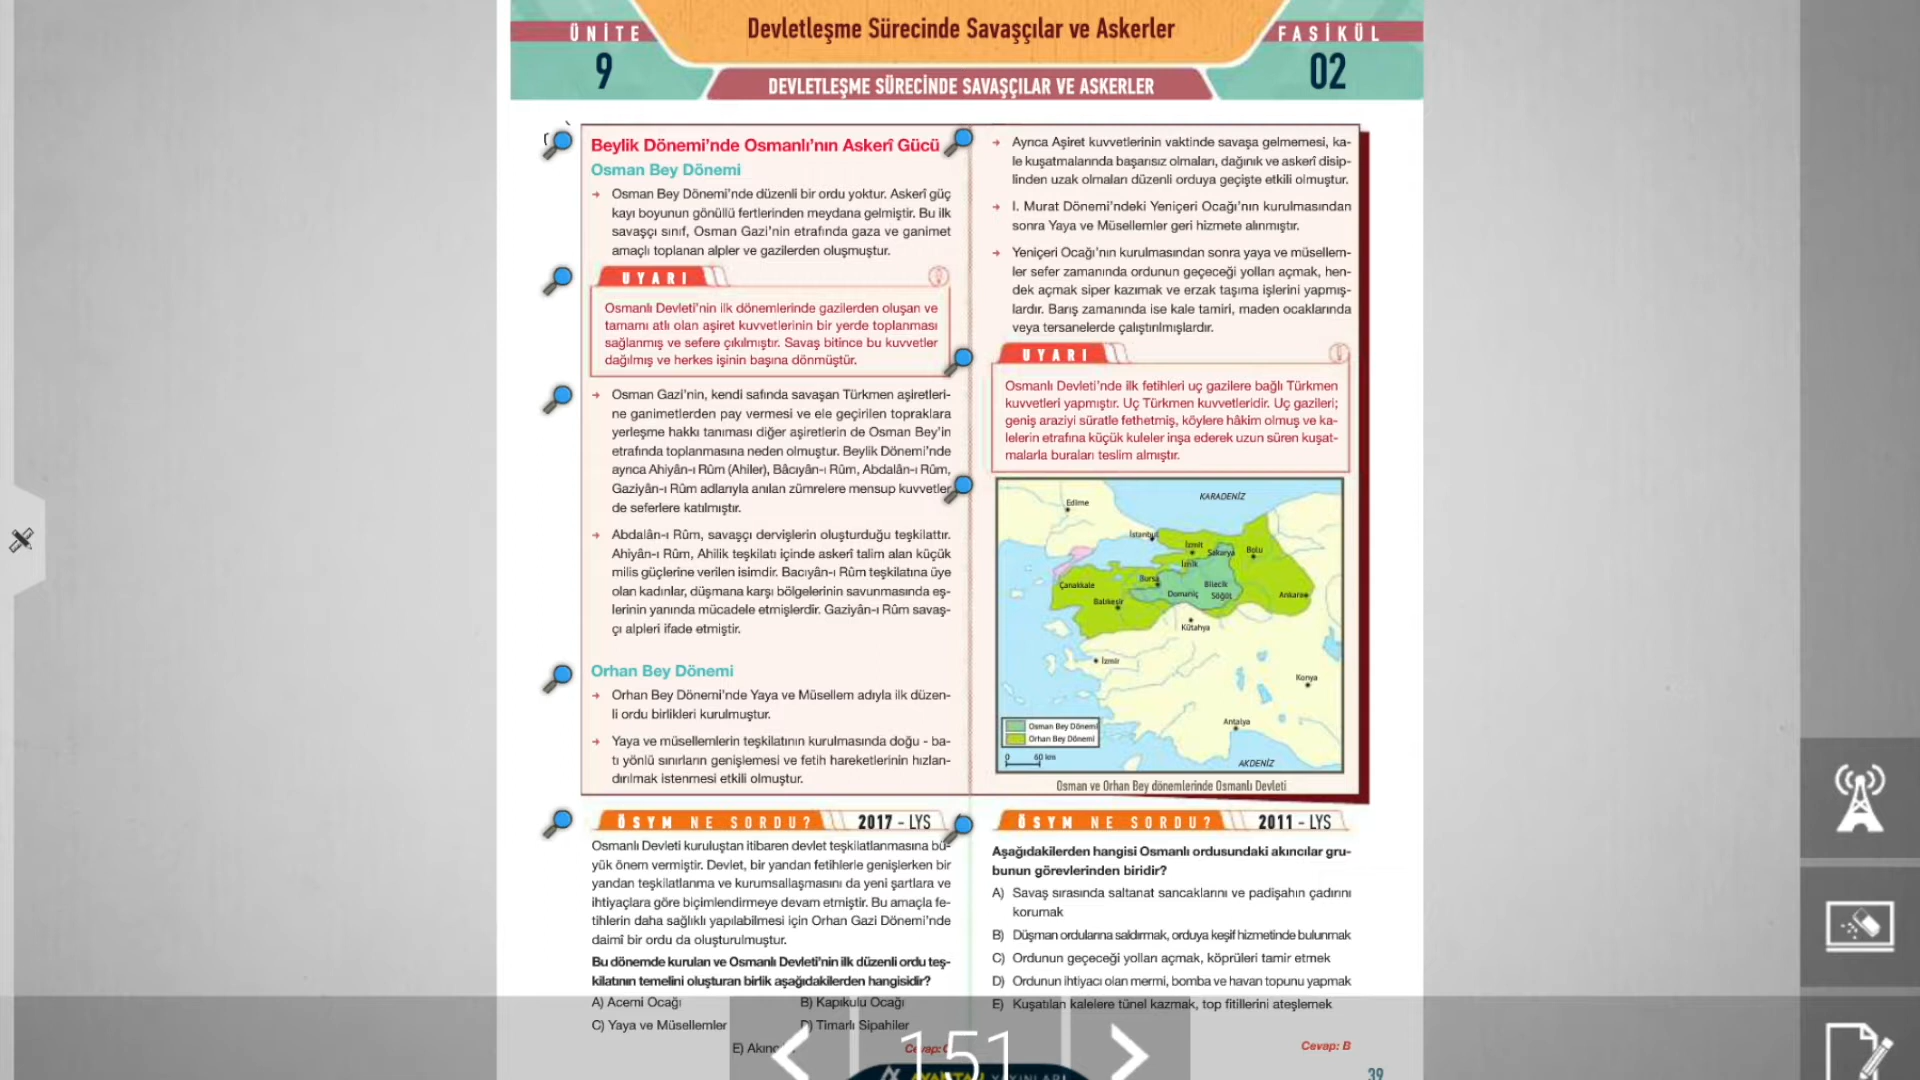 ÜNİTE
9
Devletleşme Sürecinde Savaşçılar ve Askerler
DEVLETLEŞME SÜRECİNDE SAVAŞÇILAR VE ASKERLER
FASİKÜL
02
Beylik Dönemi'nde Osmanlı'nın Askerî Gücü
Osman Bey Dönemi
→ Osman Bey Dönemi'nde düzenli bir ordu yoktur. Askerî güç
kayı boyunun gönüllü fertlerinden meydana gelmiştir. Bu ilk
savaşçı sınıf, Osman Gazi'nin etrafında gaza ve ganimet
amaçlı toplanan alpler ve gazilerden oluşmuştur.
UYARI
Osmanlı Devleti'nin ilk dönemlerinde gazilerden oluşan ve
tamamı atlı olan aşiret kuvvetlerinin bir yerde toplanması
sağlanmış ve sefere çıkılmıştır. Savaş bitince bu kuvvetler
dağılmış ve herkes işinin başına dönmüştür.
→ Osman Gazi'nin, kendi safında savaşan Türkmen aşiretleri-
ne ganimetlerden pay vermesi ve ele geçirilen topraklara
yerleşme hakkı tanıması diğer aşiretlerin de Osman Bey'in
etrafında toplanmasına neden olmuştur. Beylik Dönemi'nde
ayrıca Ahiyân-ı Rûm (Ahiler), Bâcıyân-ı Rûm, Abdalân-ı Rûm,
Gaziyân-ı Rûm adlarıyla anılan zümrelere mensup kuvvetler
de seferlere katılmıştır.
→ Abdalân-ı Rûm, savaşçı dervişlerin oluşturduğu teşkilattır.
Ahiyân-ı Rûm, Ahilik teşkilatı içinde askerî talim alan küçük
milis güçlerine verilen isimdir. Bacıyân-ı Rûm teşkilatına üye
olan kadınlar, düşmana karşı bölgelerinin savunmasında eş-
lerinin yanında mücadele etmişlerdir. Gaziyân-ı Rûm savaş-
çı alpleri ifade etmiştir.
Orhan Bey Dönemi
→ Orhan Bey Dönemi'nde Yaya ve Müsellem adıyla ilk düzen-
li ordu birlikleri kurulmuştur.
→ Yaya ve müsellemlerin teşkilatının kurulmasında doğu - ba-
tı yönlü sınırların genişlemesi ve fetih hareketlerinin hızlan-
dırılmak istenmesi etkili olmuştur.
→ Ayrıca Aşiret kuvvetlerinin vaktinde savaşa gelmemesi, ka-
le kuşatmalarında başarısız olmaları, dağınık ve askerî disip-
linden uzak olmaları düzenli orduya geçişte etkili olmuştur.
→ I. Murat Dönemi'ndeki Yeniçeri Ocağı'nın kurulmasından
sonra Yaya ve Müsellemler geri hizmete alınmıştır.
→ Yeniçeri Ocağı'nın kurulmasından sonra yaya ve müsellem-
ler sefer zamanında ordunun geçeceği yolları açmak, hen-
dek açmak siper kazımak ve erzak taşıma işlerini yapmış-
lardır. Barış zamanında ise kale tamiri, maden ocaklarında
veya tersanelerde çalıştırılmışlardır.
UYARI
Osmanlı Devleti'nde ilk fetihleri uç gazilere bağlı Türkmen
kuvvetleri yapmıştır. Uç Türkmen kuvvetleridir. Uç gazileri;
geniş araziyi süratle fethetmiş, köylere hâkim olmuş ve ka-
lelerin etrafına küçük kuleler inşa ederek uzun süren kuşat-
malarla buraları teslim almıştır.
KARADENİZ
Edirne
İstanbul
İzmit
Sakarya
Bolu
İznik
Çanakkale
Bursa
Bilecik
Domaniç
Söğüt
Ankara
Balıkesir
Kütahya
İzmir
Konya
Antalya
Osman Bey Dönemi
Orhan Bey Dönemi
0 60 km
AKDENİZ
Osman ve Orhan Bey dönemlerinde Osmanlı Devleti
ÖSYM NE SORDU? 2017 - LYS
Osmanlı Devleti kuruluştan itibaren devlet teşkilatlanmasına bü-
yük önem vermiştir. Devlet, bir yandan fetihlerle genişlerken bir
yandan teşkilatlanma ve kurumsallaşmasını da yeni şartlara ve
ihtiyaçlara göre biçimlendirmeye devam etmiştir. Bu amaçla fe-
tihlerin daha sağlıklı yapılabilmesi için Orhan Gazi Dönemi'nde
daimî bir ordu da oluşturulmuştur.
Bu dönemde kurulan ve Osmanlı Devleti'nin ilk düzenli ordu teş-
kilatının temelini oluşturan birlik aşağıdakilerden hangisidir?
A) Acemi Ocağı B) Kapıkulu Ocağı
C) Yaya ve Müsellemler D) Timarlı Sipahiler
E)
Cevap:
ÖSYM NE SORDU? 2011 - LYS
Aşağıdakilerden hangisi Osmanlı ordusundaki akıncılar gru-
bunun görevlerinden biridir?
A) Savaş sırasında saltanat sancaklarını ve padişahın çadırını
korumak
B) Düşman ordularına saldırmak, orduya keşif hizmetinde bulunmak
C) Ordunun geçeceği yolları açmak, köprüleri tamir etmek
D) Ordunun ihtiyacı olan mermi, bomba ve havan topunu yapmak
E) Kuşatılan kalelere tünel kazmak, top fitillerini ateşlemek
Cevap: B
151
39